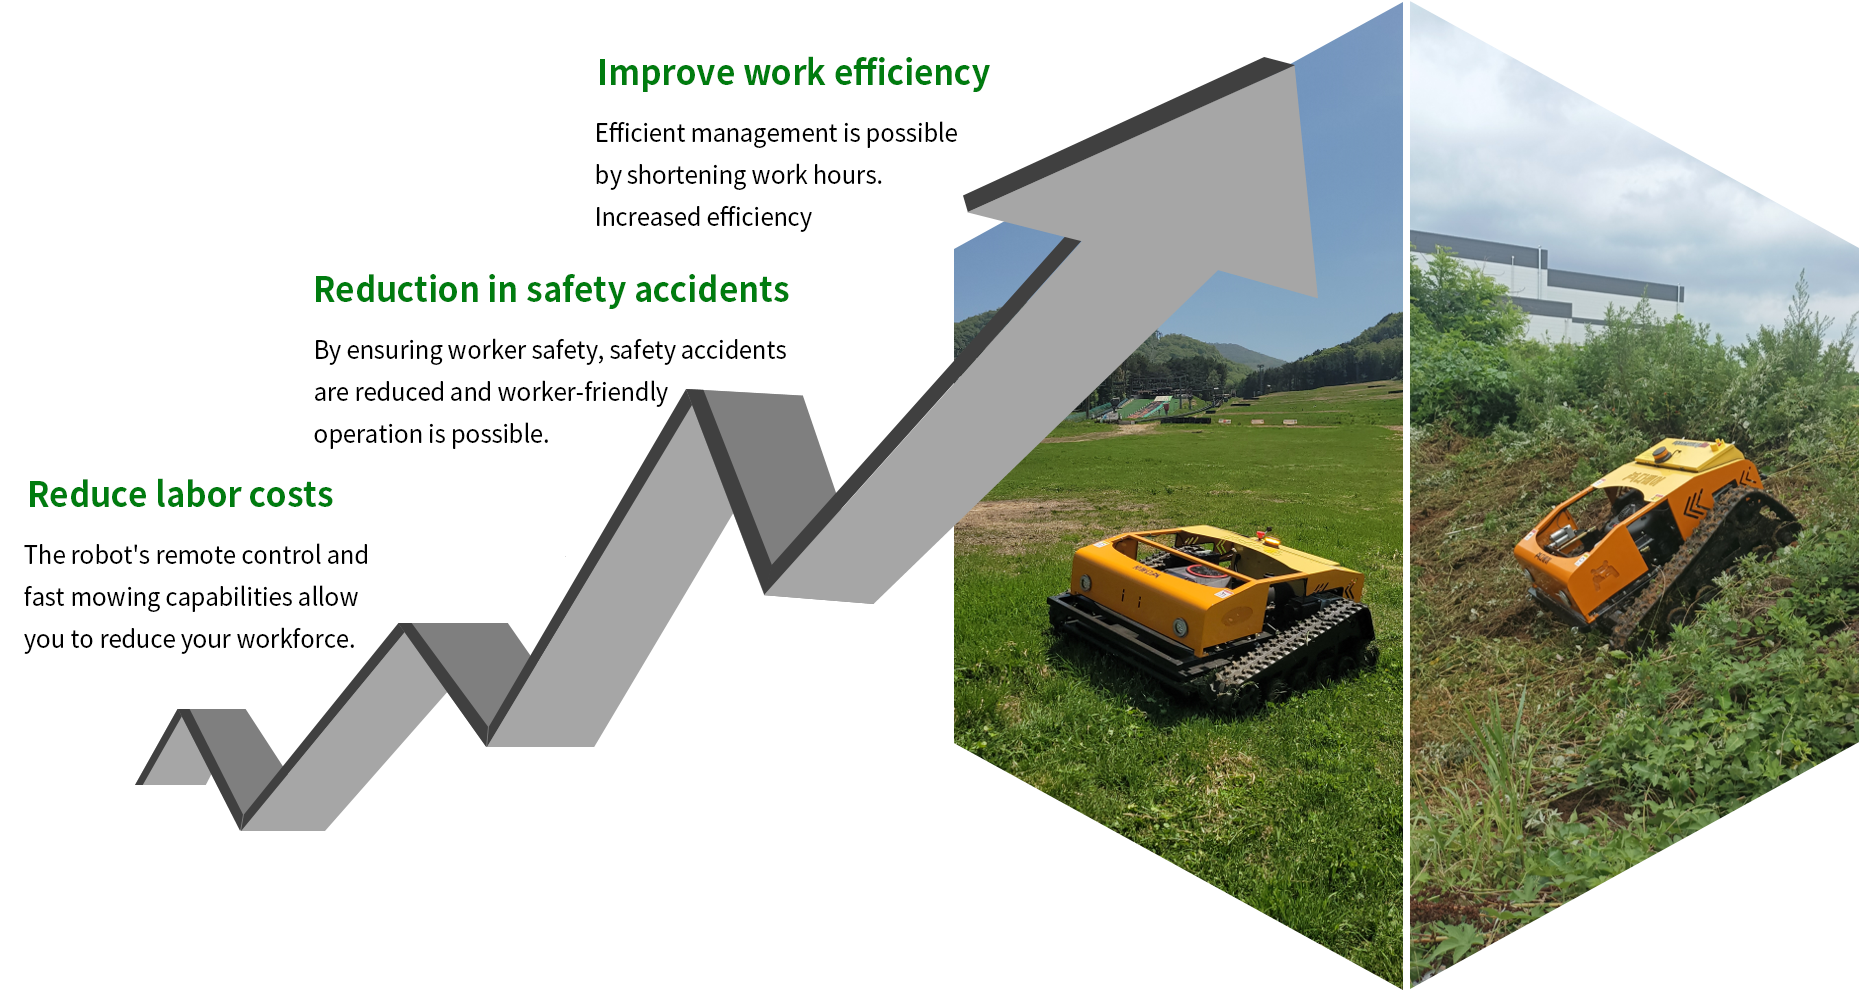 Improve work efficiency
Efficient management is possible
by shortening work hours.
Increased efficiency
Reduction in safety accidents
By ensuring worker safety, safety accidents
are reduced and worker-friendly
operation is possible.
Reduce labor costs
The robot's remote control and
fast mowing capabilities allow
you to reduce your workforce.